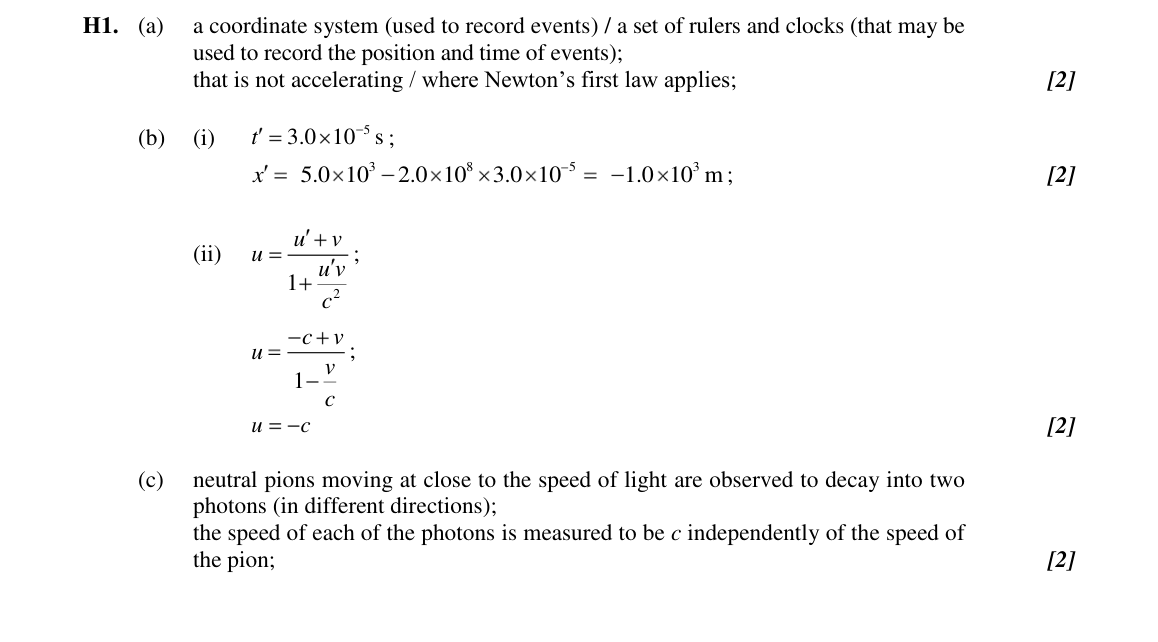 H1. (a) a coordinate system (used to record events) / a set of rulers and clocks (that may be
used to record the position and time of events);
that is not accelerating / where Newton's first law applies; [2]
(b) (i) t′ = 3.0×10⁻⁵ s ;
x′ = 5.0×10³ – 2.0×10⁸ ×3.0×10⁻⁵ = –1.0×10³ m ; [2]
(ii) u = (u′ + v) / (1 + u′v/c²) ;
u = (–c + v) / (1 – v/c) ;
u = –c [2]
(c) neutral pions moving at close to the speed of light are observed to decay into two
photons (in different directions);
the speed of each of the photons is measured to be c independently of the speed of
the pion; [2]